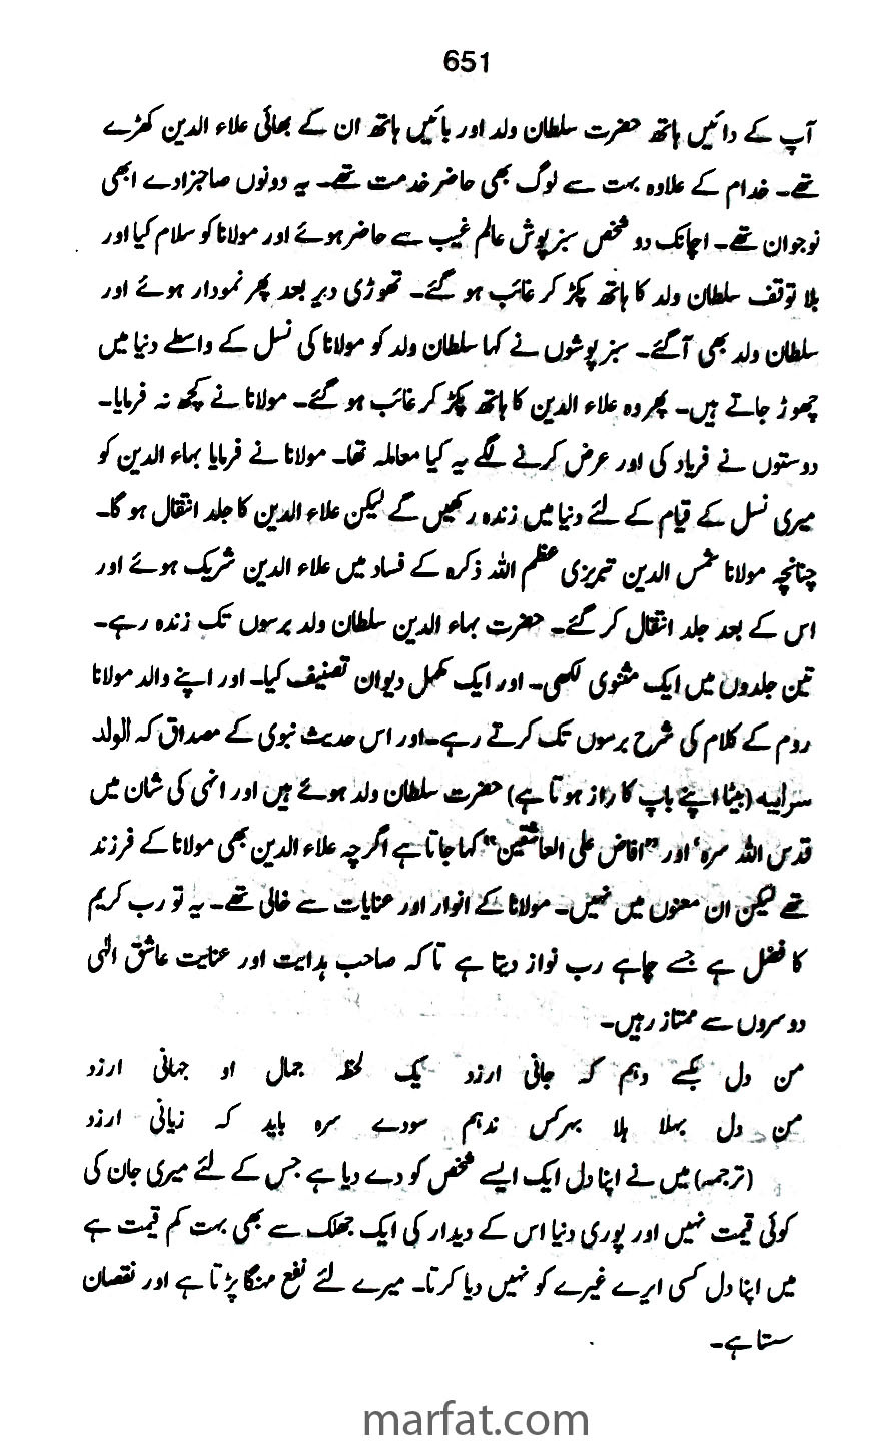 651
آپ کے دائیں ہاتھ حضرت سلطان ولد اور بائیں ہاتھ ان کے بھائی علاء الدین کھڑے
تھے۔ خدام کے علاوہ بہت سے لوگ بھی حاضر خدمت تھے۔ یہ دونوں صاحبزادے ابھی
نوجوان تھے۔ اچانک دو شخص سبز پوش عالم غیب سے حاضر ہوئے اور مولانا کو سلام کیا اور
بلا توقف سلطان ولد کا ہاتھ پکڑ کر غائب ہو گئے۔ تھوڑی دیر بعد پھر نمودار ہوئے اور
سلطان ولد بھی آ گئے۔ سبز پوشوں نے کہا سلطان ولد کو مولانا کی نسل کے واسطے دنیا میں
چھوڑ جاتے ہیں۔ پھر وہ علاء الدین کا ہاتھ پکڑ کر غائب ہو گئے۔ مولانا نے کچھ نہ فرمایا۔
دوستوں نے فریاد کی اور عرض کرنے لگے یہ کیا معاملہ تھا۔ مولانا نے فرمایا بہاء الدین کو
میری نسل کے قیام کے لئے دنیا میں زندہ رکھیں گے لیکن علاء الدین کا جلد انتقال ہو گا۔
چنانچہ مولانا شمس الدین تبریزی عظم اللہ ذکرہ کے فساد میں علاء الدین شریک ہوئے اور
اس کے بعد جلد انتقال کر گئے۔ حضرت بہاء الدین سلطان ولد برسوں تک زندہ رہے۔
تین جلدوں میں ایک مثنوی لکھی۔ اور ایک مکمل دیوان تصنیف کیا۔ اور اپنے والد مولانا
روم کے کلام کی شرح برسوں تک کرتے رہے۔ اور اس حدیث نبوی کے مصداق کہ الولد
سرابیہ (بیٹا اپنے باپ کا راز ہوتا ہے) حضرت سلطان ولد ہوئے ہیں اور انہی کی شان میں
قدس اللہ سرہ‘ اور ”افاض علی العاشقین“ کہا جاتا ہے اگرچہ علاء الدین بھی مولانا کے فرزند
تھے لیکن ان معنوں میں نہیں۔ مولانا کے انوار اور عنایات سے خالی تھے۔ یہ تو رب کریم
کا فضل ہے جسے چاہے رب نواز دیتا ہے تاکہ صاحب ہدایت اور عنایت عاشق الٰہی
دوسروں سے ممتاز رہیں۔
من دل بکسے دہم کہ جانی ارزد یک لحظہ جمال او جہانی ارزد
من دل بہلا ہلا بہرکس ندہم سودے سرہ باید کہ زیانی ارزد
(ترجمہ) میں نے اپنا دل ایک ایسے شخص کو دے دیا ہے جس کے لئے میری جان کی
کوئی قیمت نہیں اور پوری دنیا اس کے دیدار کی ایک جھلک سے بھی بہت کم قیمت ہے
میں اپنا دل کسی ایرے غیرے کو نہیں دیا کرتا۔ میرے لئے نفع مہنگا پڑتا ہے اور نقصان
سستا ہے۔
marfat.com